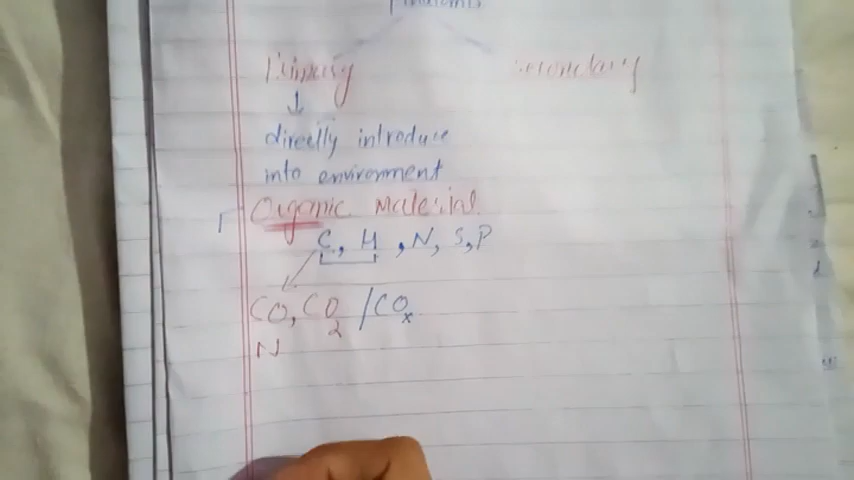 Primary Secondary
↓
directly introduce
into environment
Organic Material
C, H, N, S, P
CO, CO2 / COx
N